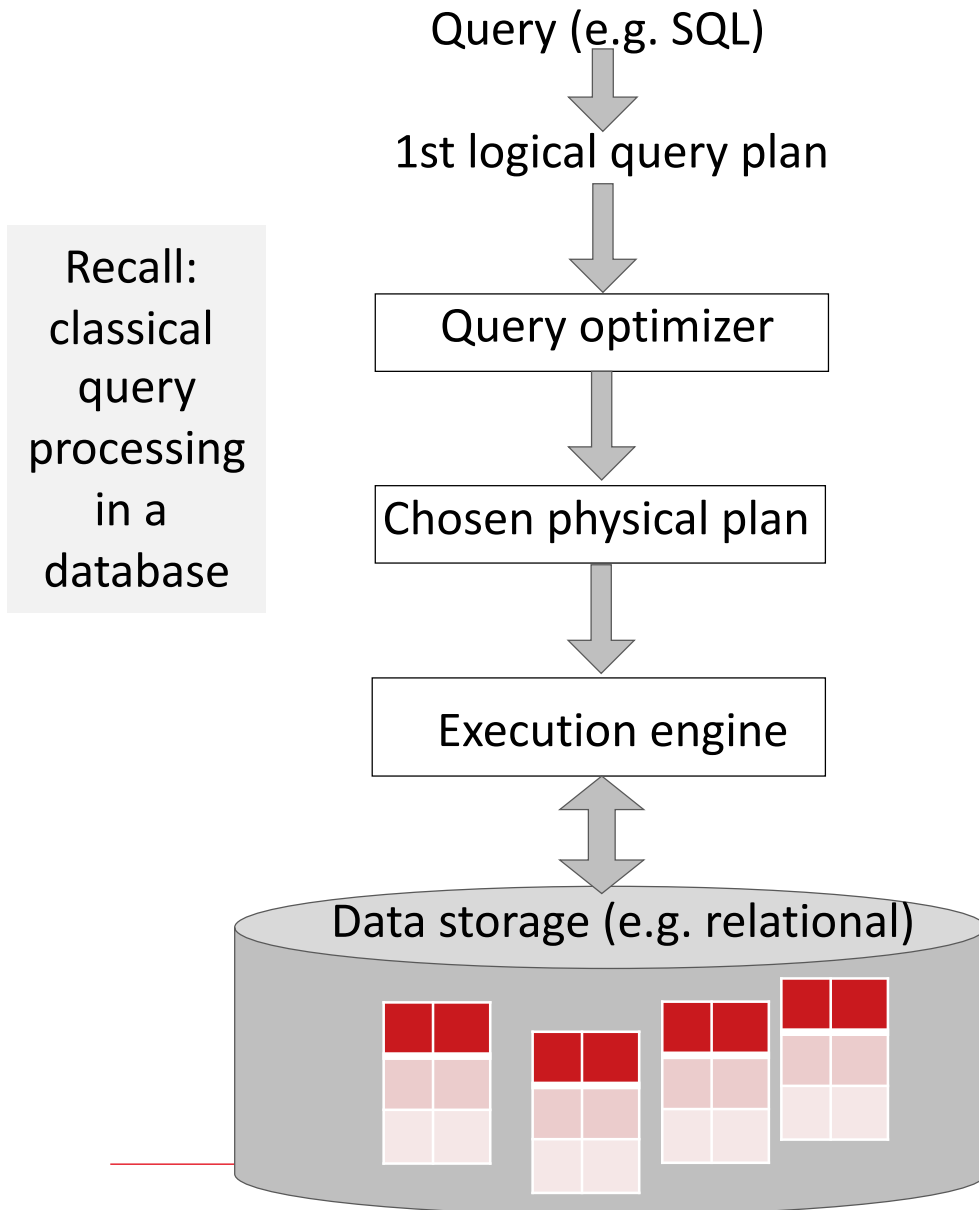 Query (e.g. SQL)
1st logical query plan
Recall:
classical
query
processing
in a
database
Query optimizer
Chosen physical plan
Execution engine
Data storage (e.g. relational)